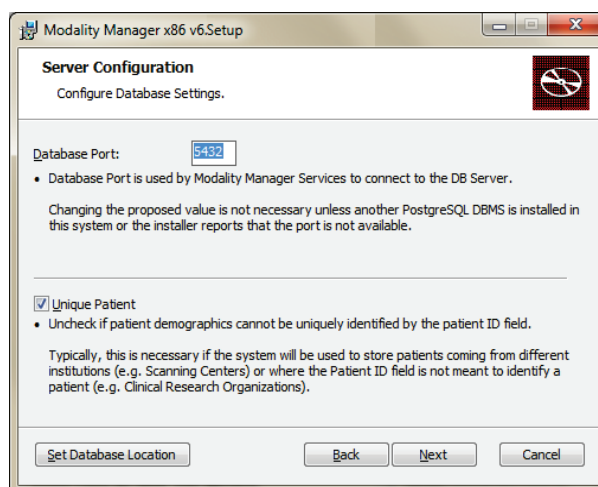 Modality Manager x86 v6.Setup
Server Configuration
Configure Database Settings.
Database Port:
5432
• Database Port is used by Modality Manager Services to connect to the DB Server.
Changing the proposed value is not necessary unless another PostgreSQL DBMS is installed in
this system or the installer reports that the port is not available.
Unique Patient
• Uncheck if patient demographics cannot be uniquely identified by the patient ID field.
Typically, this is necessary if the system will be used to store patients coming from different
institutions (e.g. Scanning Centers) or where the Patient ID field is not meant to identify a
patient (e.g. Clinical Research Organizations).
Set Database Location
Back
Next
Cancel